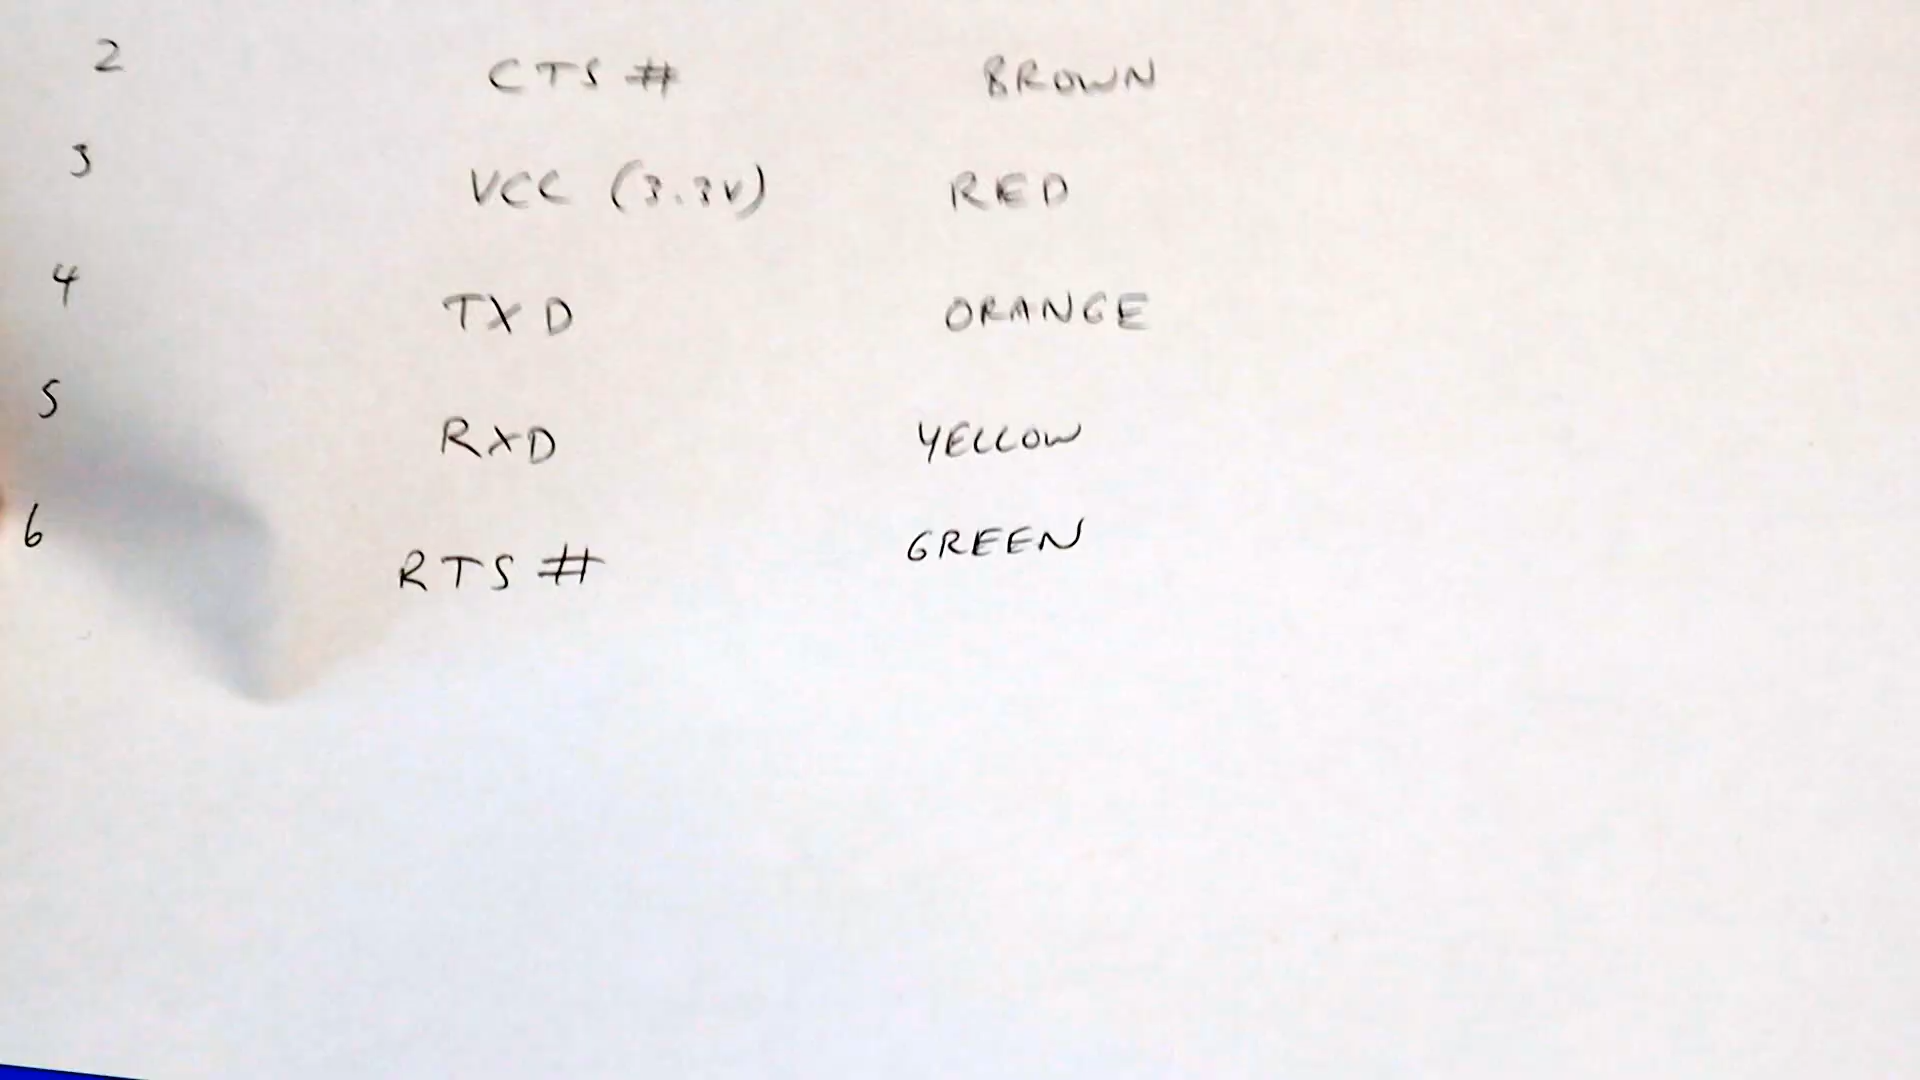 2 CTS # BROWN
3 VCC (3.3V) RED
4 TXD ORANGE
5 RXD YELLOW
6 RTS # GREEN